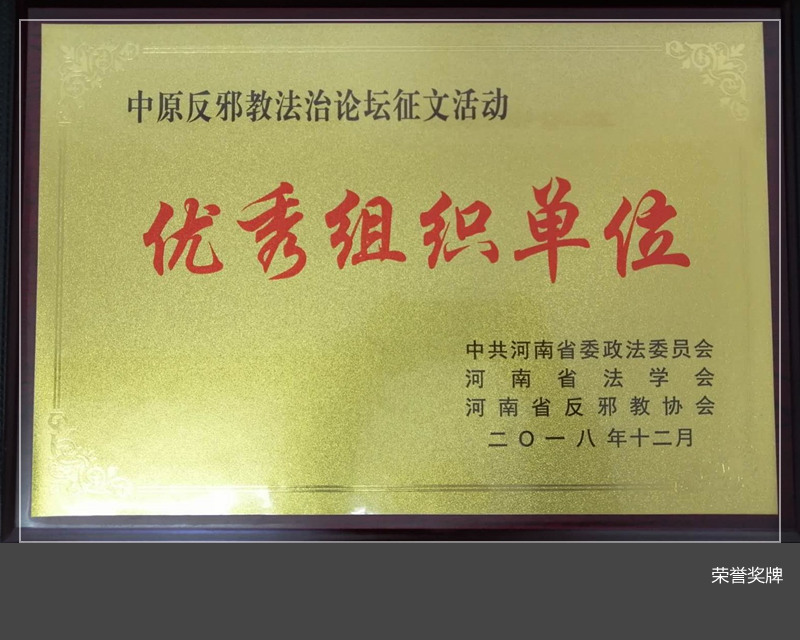 中原反邪教法治论坛征文活动
优秀组织单位
中共河南省委政法委员会
河南省法学会
河南省反邪教协会
二〇一八年十二月
荣誉奖牌